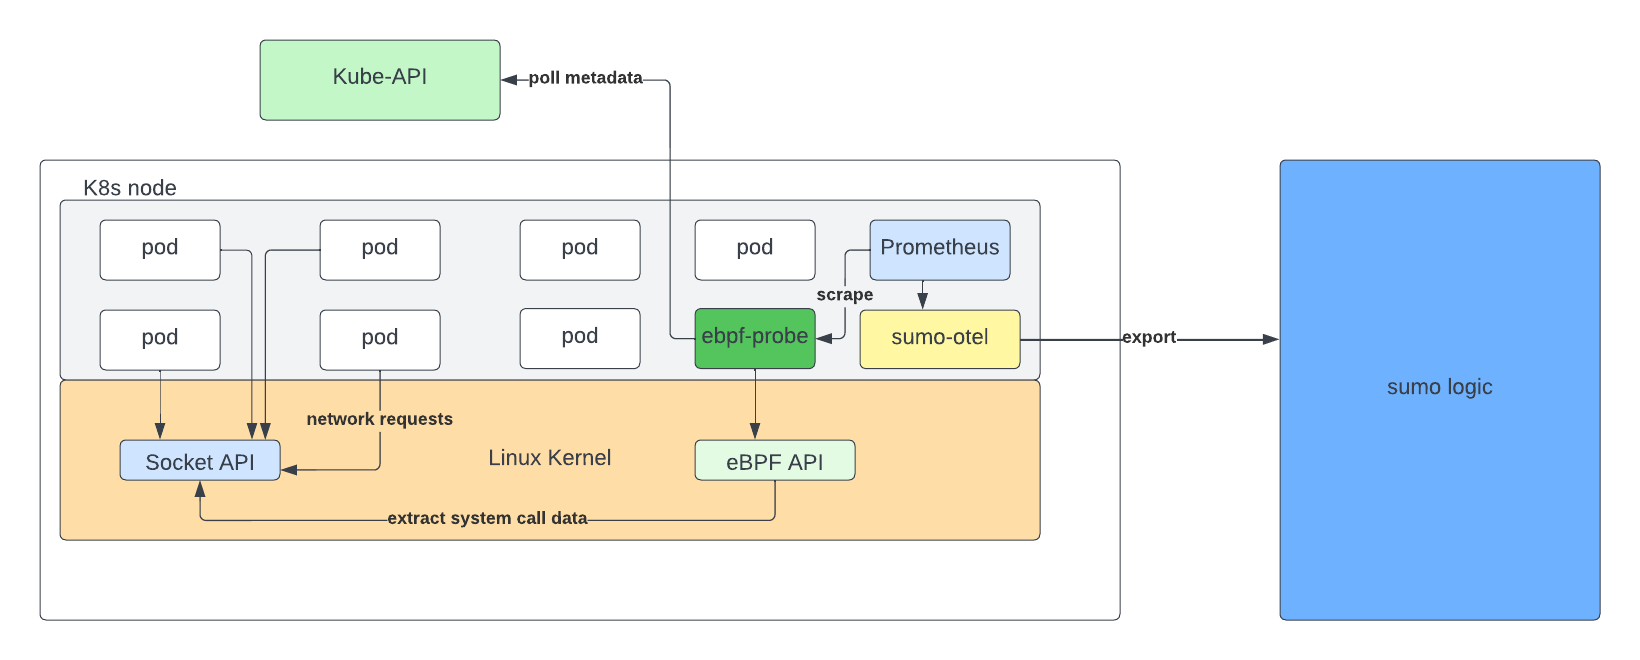 Kube-API
poll metadata
K8s node
pod
pod
pod
pod
Prometheus
scrape
pod
pod
pod
ebpf-probe
sumo-otel
export
sumo logic
network requests
Socket API
Linux Kernel
eBPF API
extract system call data